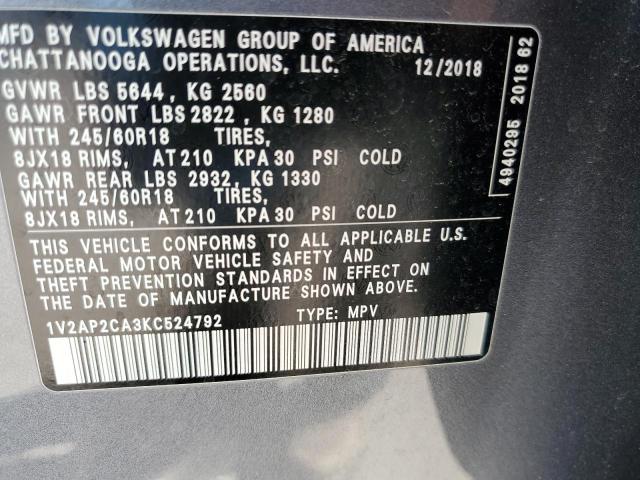 MFD BY VOLKSWAGEN GROUP OF AMERICA
CHATTANOOGA OPERATIONS, LLC. 12/2018
GVWR LBS 5644, KG 2560
GAWR FRONT LBS 2822, KG 1280
WITH 245/60R18 TIRES,
8JX18 RIMS, AT 210 KPA 30 PSI COLD
GAWR REAR LBS 2932, KG 1330
WITH 245/60R18 TIRES,
8JX18 RIMS, AT 210 KPA 30 PSI COLD
THIS VEHICLE CONFORMS TO ALL APPLICABLE U.S.
FEDERAL MOTOR VEHICLE SAFETY AND
THEFT PREVENTION STANDARDS IN EFFECT ON
THE DATE OF MANUFACTURE SHOWN ABOVE.
1V2AP2CA3KC524792 TYPE: MPV
4940295 2018 62